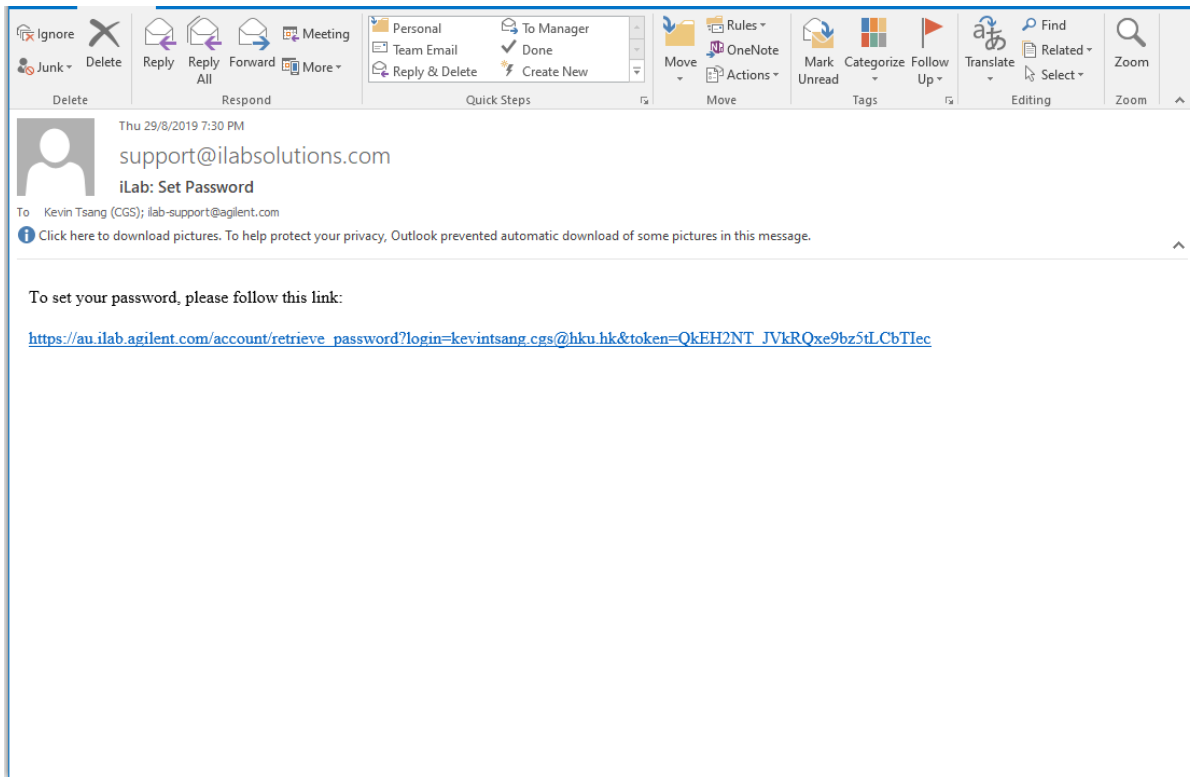 Ignore
Junk
Delete
Delete
Reply
Reply All
Forward
Meeting
More
Respond
Personal
Team Email
Reply & Delete
To Manager
Done
Create New
Quick Steps
Move
Rules
OneNote
Actions
Move
Mark Unread
Categorize
Follow Up
Tags
Translate
Find
Related
Select
Editing
Zoom
Zoom
Thu 29/8/2019 7:30 PM
support@ilabsolutions.com
iLab: Set Password
To Kevin Tsang (CGS); ilab-support@agilent.com
Click here to download pictures. To help protect your privacy, Outlook prevented automatic download of some pictures in this message.
To set your password, please follow this link:
https://au.ilab.agilent.com/account/retrieve_password?login=kevintsang.cgs@hku.hk&token=QkEH2NT_JVkRQxe9bz5tLCbTIec